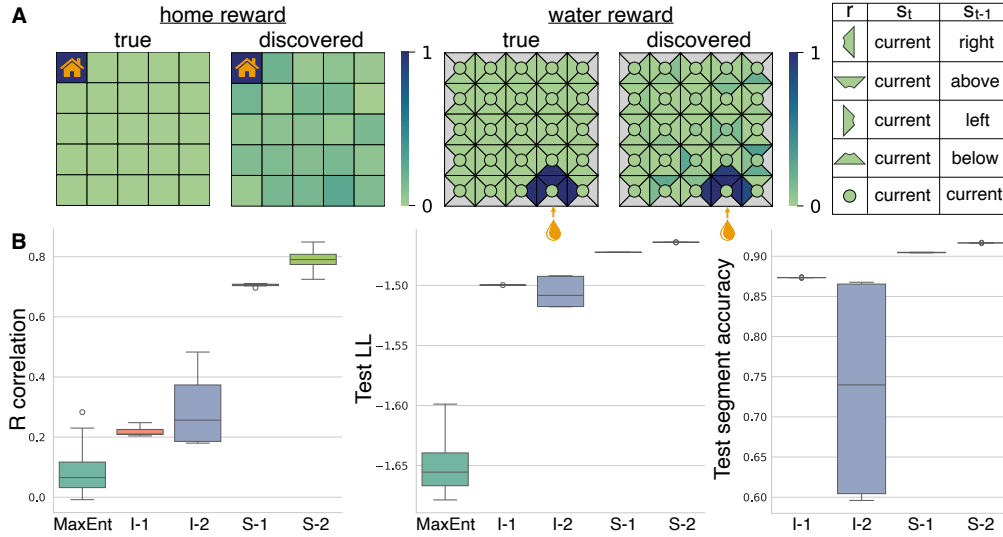 A
home reward
true
discovered
1
0
water reward
true
discovered
1
0
r st st-1
current right
current above
current left
current below
current current
B
R correlation
0.8
0.6
0.4
0.2
0.0
MaxEnt I-1 I-2 S-1 S-2
Test LL
−1.50
−1.55
−1.60
−1.65
MaxEnt I-1 I-2 S-1 S-2
Test segment accuracy
0.90
0.85
0.80
0.75
0.70
0.65
0.60
I-1 I-2 S-1 S-2